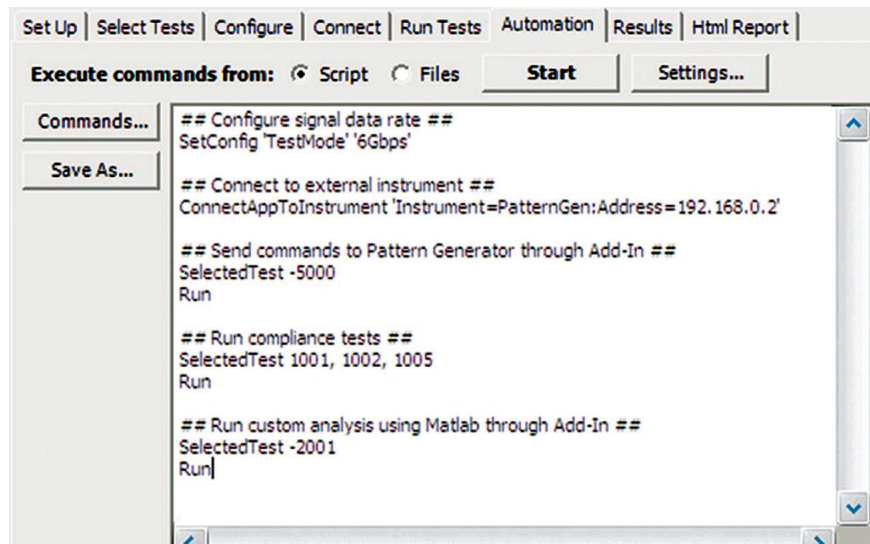 Set Up Select Tests Configure Connect Run Tests Automation Results Html Report
Execute commands from: Script Files Start Settings...
Commands...
Save As...
## Configure signal data rate ##
SetConfig 'TestMode' '6Gbps'
## Connect to external instrument ##
ConnectAppToInstrument 'Instrument=PatternGen:Address=192.168.0.2'
## Send commands to Pattern Generator through Add-In ##
SelectedTest -5000
Run
## Run compliance tests ##
SelectedTest 1001, 1002, 1005
Run
## Run custom analysis using Matlab through Add-In ##
SelectedTest -2001
Run